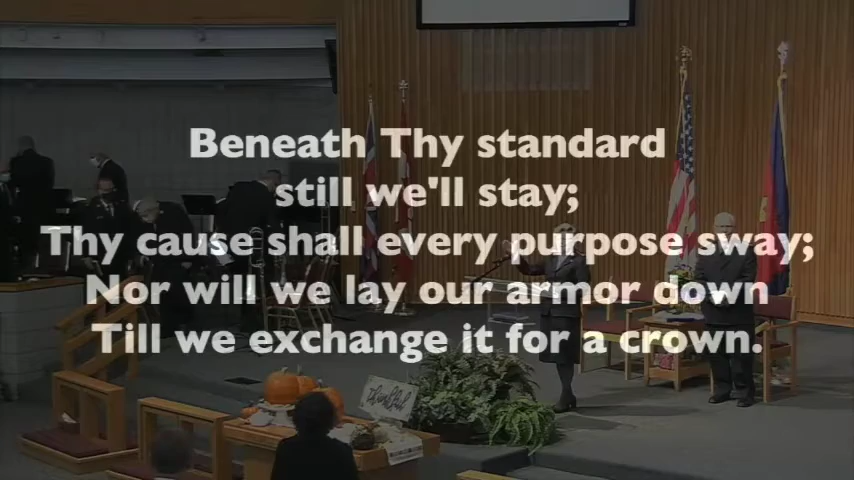 Beneath Thy standard
still we'll stay;
Thy cause shall every purpose sway;
Nor will we lay our armor down
Till we exchange it for a crown.
thankful